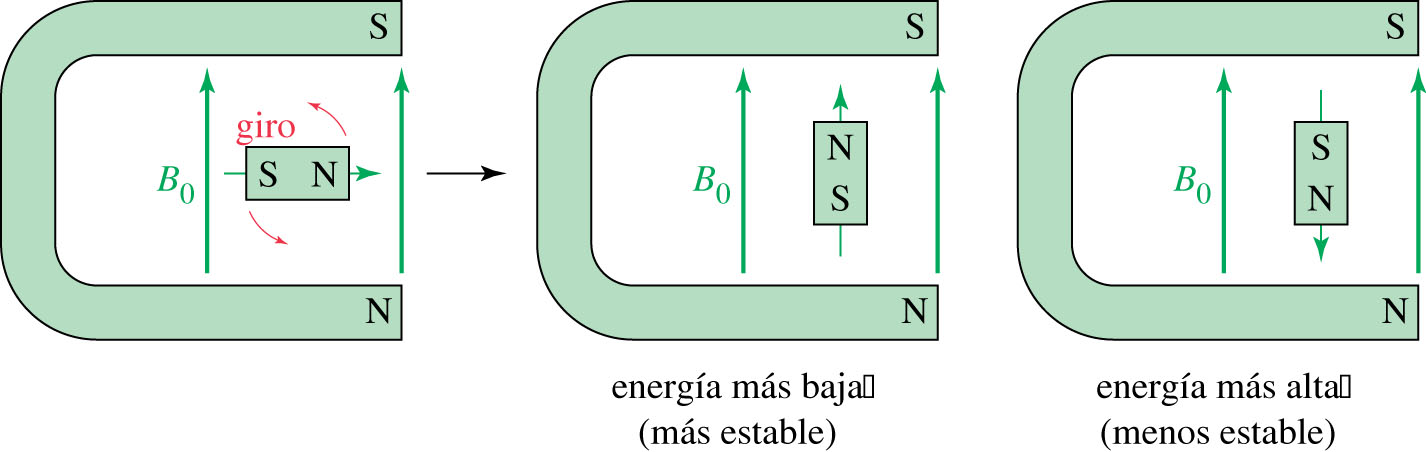 S
giro
B0
S N
N
S
B0
N
S
N
S
B0
S
N
N
energía más baja
(más estable)
energía más alta
(menos estable)